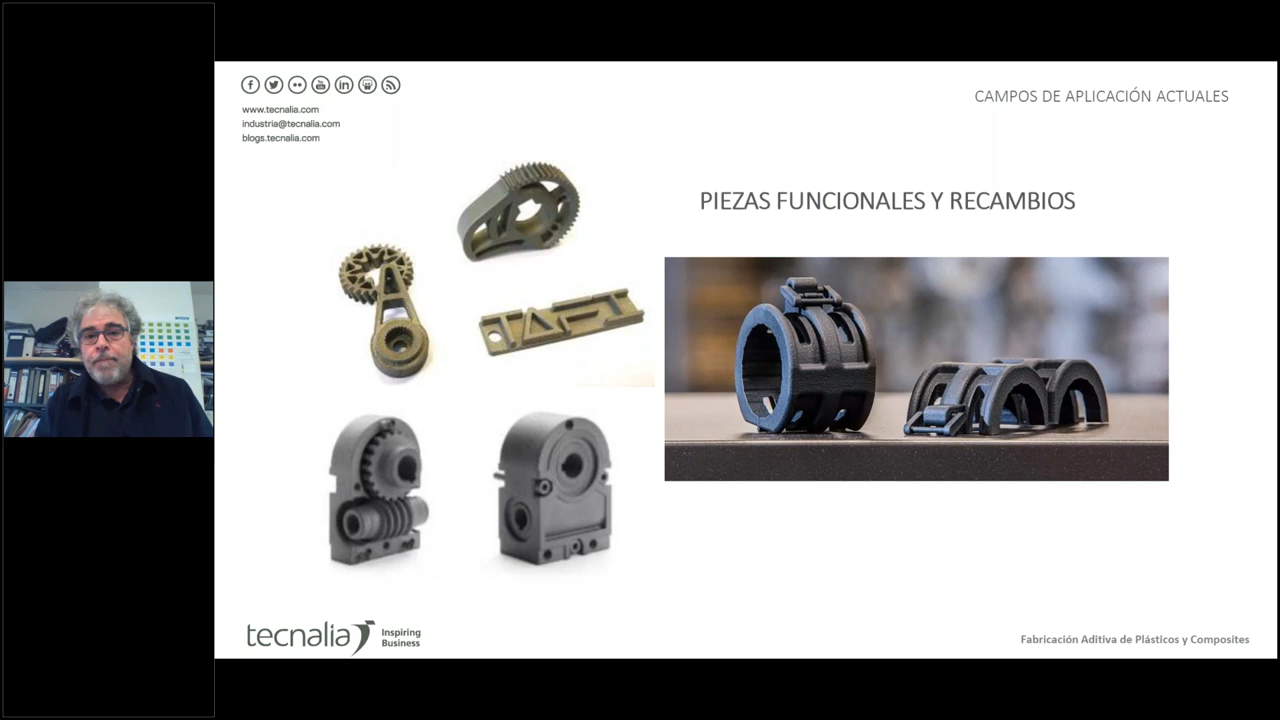 www.tecnalia.com
industria@tecnalia.com
blogs.tecnalia.com
CAMPOS DE APLICACIÓN ACTUALES
PIEZAS FUNCIONALES Y RECAMBIOS
TAFT
tecnalia
Inspiring
Business
Fabricación Aditiva de Plásticos y Composites